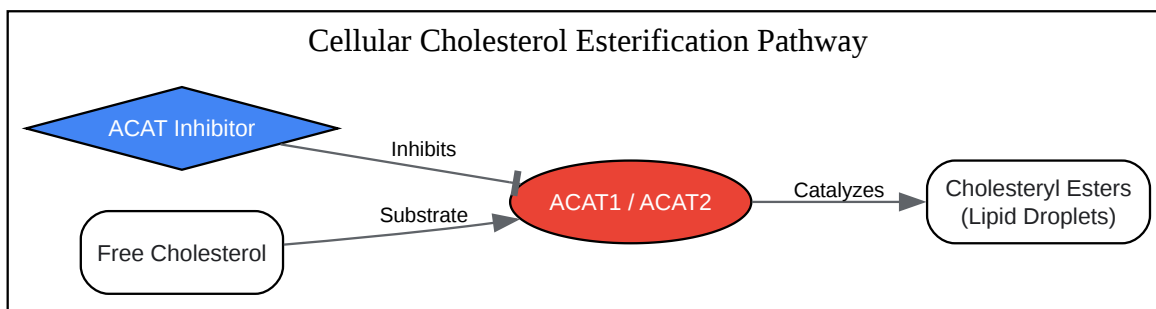 Cellular Cholesterol Esterification Pathway
ACAT Inhibitor
Inhibits
Free Cholesterol
Substrate
ACAT1 / ACAT2
Catalyzes
Cholesteryl Esters
(Lipid Droplets)